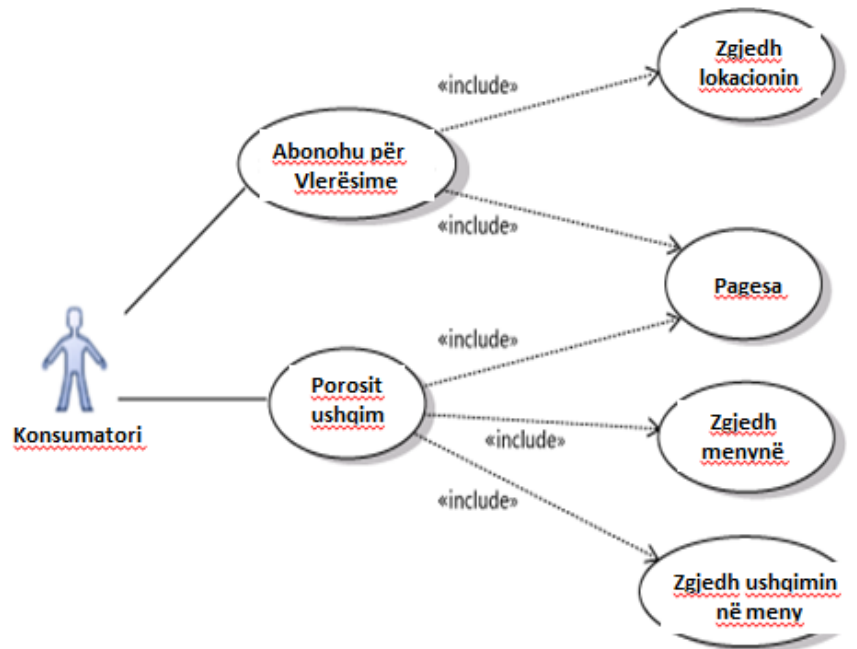 Zgjedh
lokacionin
«include»
Abonohu për
Vlerësime
«include»
Pagesa
«include»
Porosit
ushqim
Konsumatori
«include»
Zgjedh
menynë
«include»
Zgjedh ushqimin
në meny